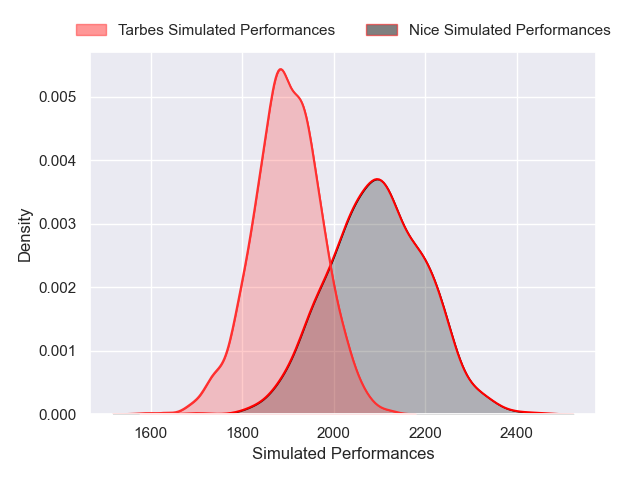 Tarbes Simulated Performances Nice Simulated Performances
0.005
0.004
0.003
0.002
0.001
0.000
Density
1600 1800 2000 2200 2400
Simulated Performances